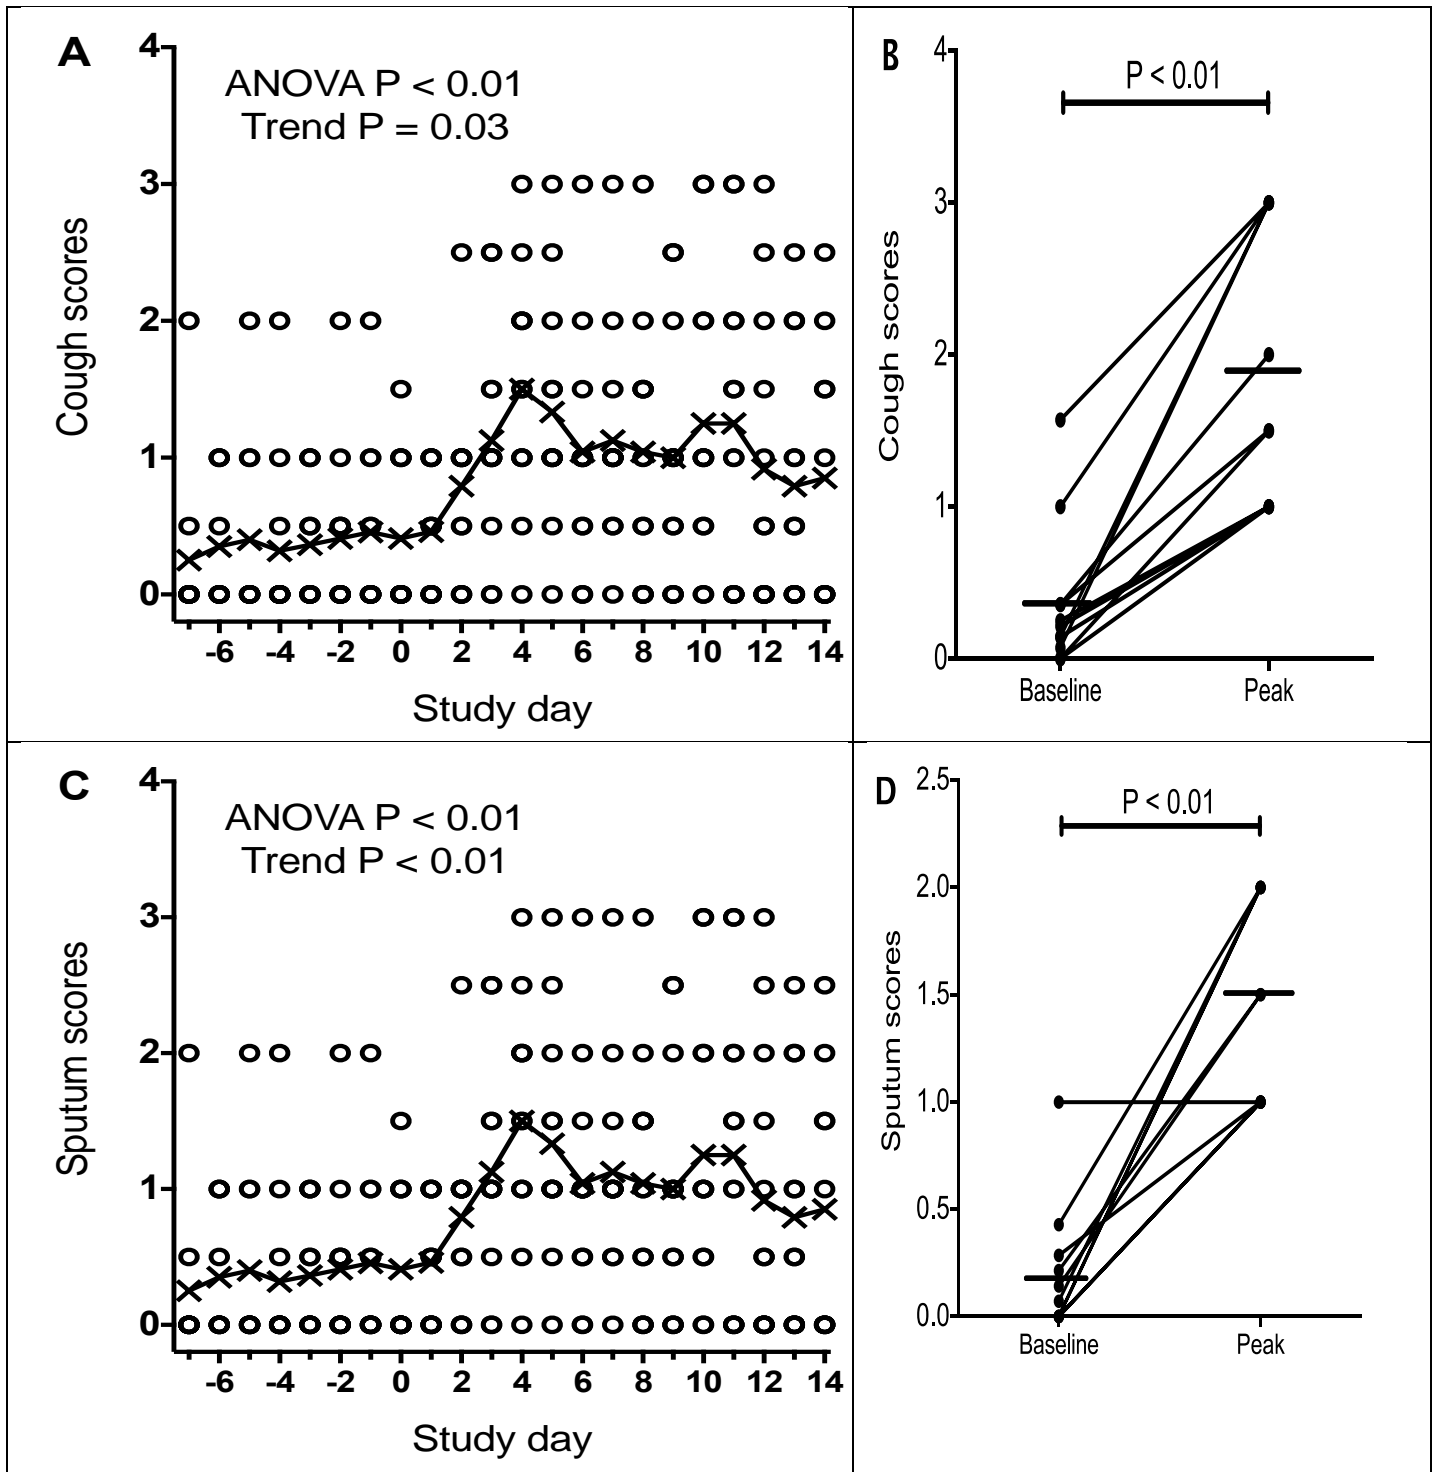 A
ANOVA P < 0.01
Trend P = 0.03
Cough scores
4
3
2
1
0
-6 -4 -2 0 2 4 6 8 10 12 14
Study day
B
P < 0.01
Cough scores
4
3
2
1
0
Baseline Peak
C
ANOVA P < 0.01
Trend P < 0.01
Sputum scores
4
3
2
1
0
-6 -4 -2 0 2 4 6 8 10 12 14
Study day
D
P < 0.01
Sputum scores
2.5
2.0
1.5
1.0
0.5
0.0
Baseline Peak